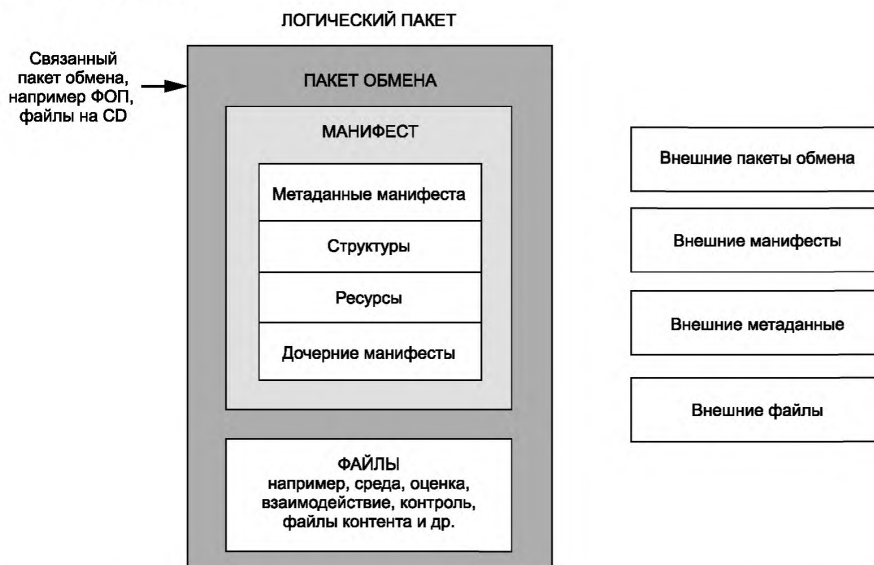 ЛОГИЧЕСКИЙ ПАКЕТ
Связанный
пакет обмена,
например ФОП,
файлы на CD
ПАКЕТ ОБМЕНА
МАНИФЕСТ
Метаданные манифеста
Структуры
Ресурсы
Дочерние манифесты
ФАЙЛЫ
например, среда, оценка,
взаимодействие, контроль,
файлы контента и др.
Внешние пакеты обмена
Внешние манифесты
Внешние метаданные
Внешние файлы